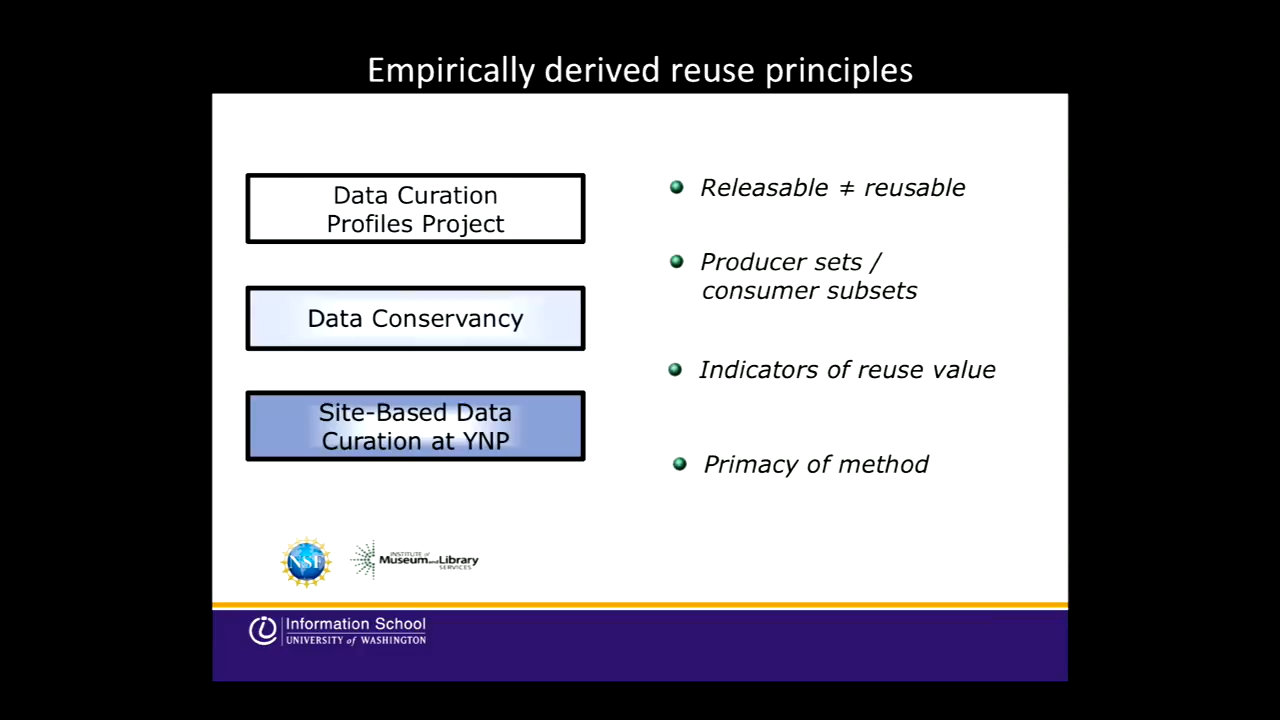 Empirically derived reuse principles
Data Curation
Profiles Project
Data Conservancy
Site-Based Data
Curation at YNP
Releasable ≠ reusable
Producer sets /
consumer subsets
Indicators of reuse value
Primacy of method
NSF
INSTITUTE of
Museum and Library
SERVICES
i
Information School
UNIVERSITY of WASHINGTON